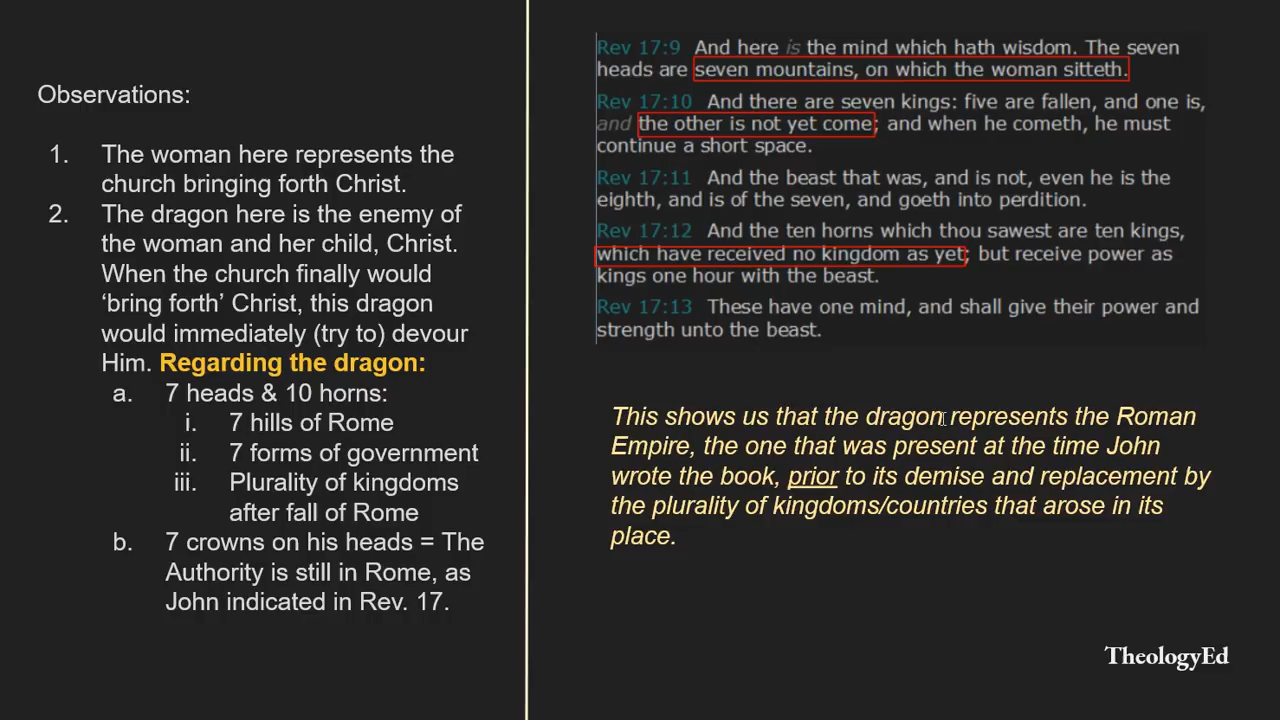 Observations:
1. The woman here represents the
church bringing forth Christ.
2. The dragon here is the enemy of
the woman and her child, Christ.
When the church finally would
‘bring forth’ Christ, this dragon
would immediately (try to) devour
Him. Regarding the dragon:
a. 7 heads & 10 horns:
i. 7 hills of Rome
ii. 7 forms of government
iii. Plurality of kingdoms
after fall of Rome
b. 7 crowns on his heads = The
Authority is still in Rome, as
John indicated in Rev. 17.
Rev 17:9 And here is the mind which hath wisdom. The seven
heads are seven mountains, on which the woman sitteth.
Rev 17:10 And there are seven kings: five are fallen, and one is,
and the other is not yet come; and when he cometh, he must
continue a short space.
Rev 17:11 And the beast that was, and is not, even he is the
eighth, and is of the seven, and goeth into perdition.
Rev 17:12 And the ten horns which thou sawest are ten kings,
which have received no kingdom as yet; but receive power as
kings one hour with the beast.
Rev 17:13 These have one mind, and shall give their power and
strength unto the beast.
This shows us that the dragon represents the Roman
Empire, the one that was present at the time John
wrote the book, prior to its demise and replacement by
the plurality of kingdoms/countries that arose in its
place.
TheologyEd